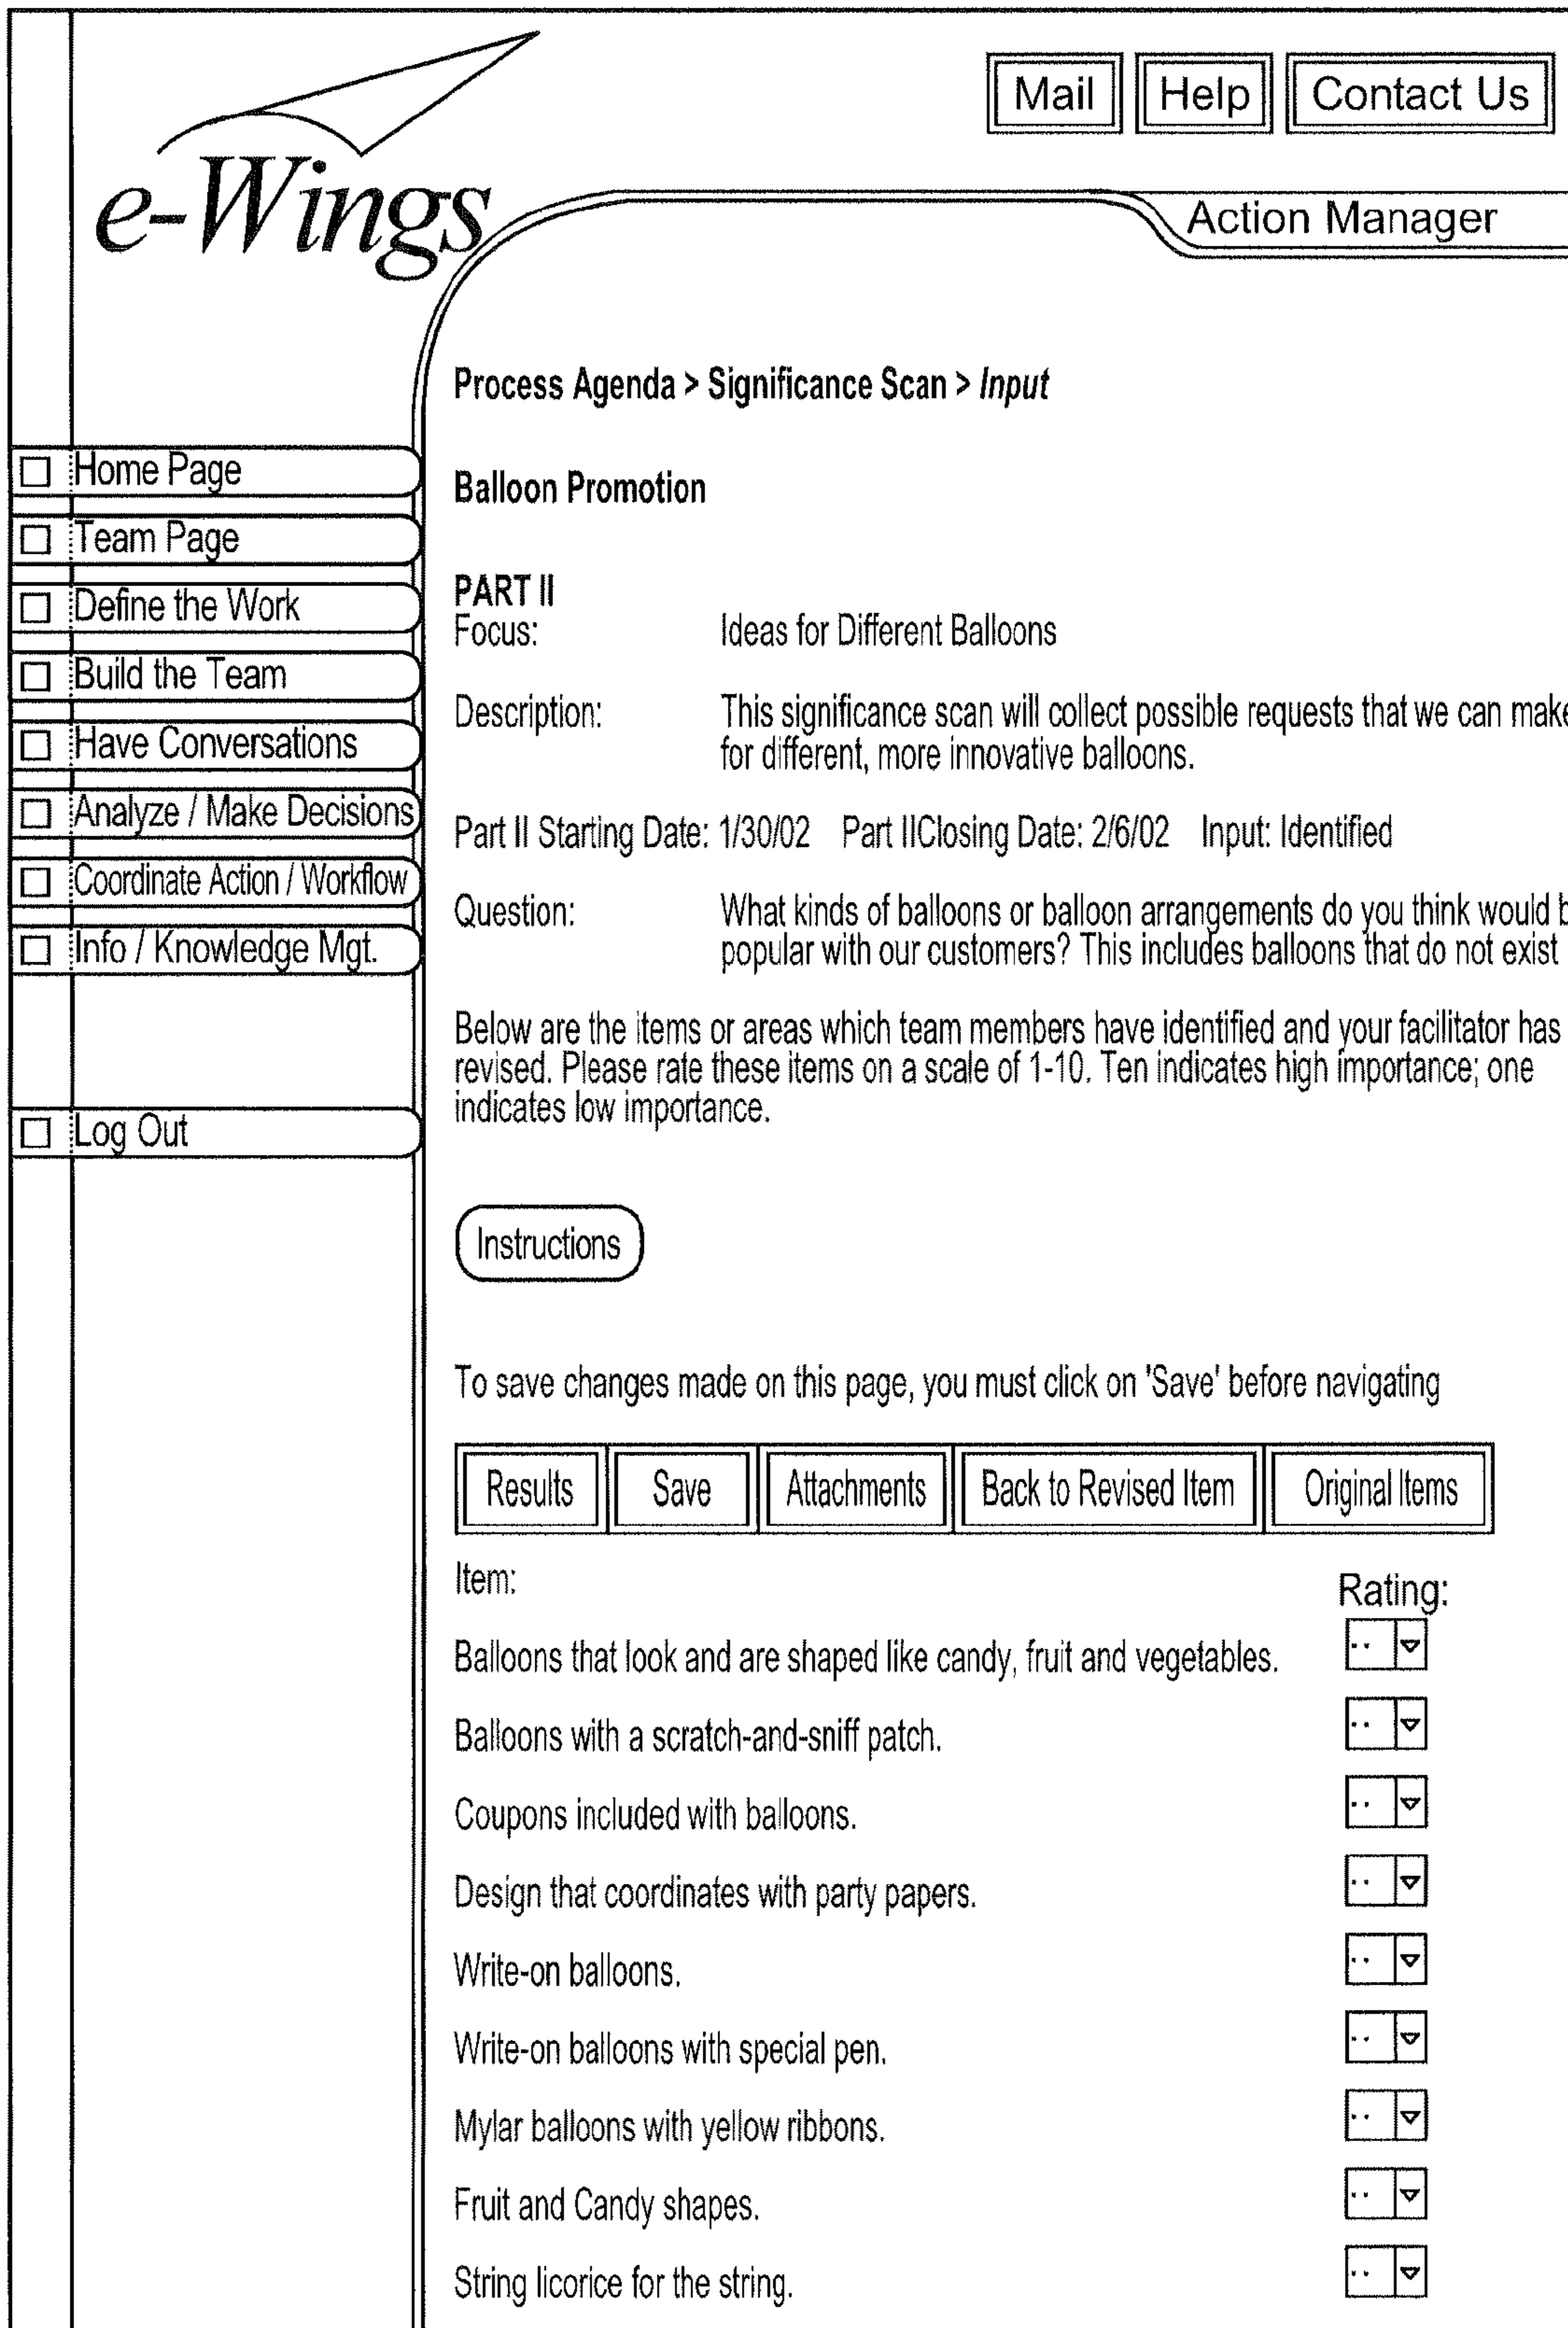 Mail Help Contact Us
e-Wings
Action Manager
Process Agenda > Significance Scan > Input
Home Page
Team Page
Define the Work
Build the Team
Have Conversations
Analyze / Make Decisions
Coordinate Action / Workflow
Info / Knowledge Mgt.
Log Out
Balloon Promotion
PART II
Focus: Ideas for Different Balloons
Description: This significance scan will collect possible requests that we can make
for different, more innovative balloons.
Part II Starting Date: 1/30/02 Part IIClosing Date: 2/6/02 Input: Identified
Question: What kinds of balloons or balloon arrangements do you think would
popular with our customers? This includes balloons that do not exist
Below are the items or areas which team members have identified and your facilitator has
revised. Please rate these items on a scale of 1-10. Ten indicates high importance; one
indicates low importance.
Instructions
To save changes made on this page, you must click on 'Save' before navigating
Results Save Attachments Back to Revised Item Original Items
Item: Rating:
Balloons that look and are shaped like candy, fruit and vegetables. --
Balloons with a scratch-and-sniff patch. --
Coupons included with balloons. --
Design that coordinates with party papers. --
Write-on balloons. --
Write-on balloons with special pen. --
Mylar balloons with yellow ribbons. --
Fruit and Candy shapes. --
String licorice for the string. --